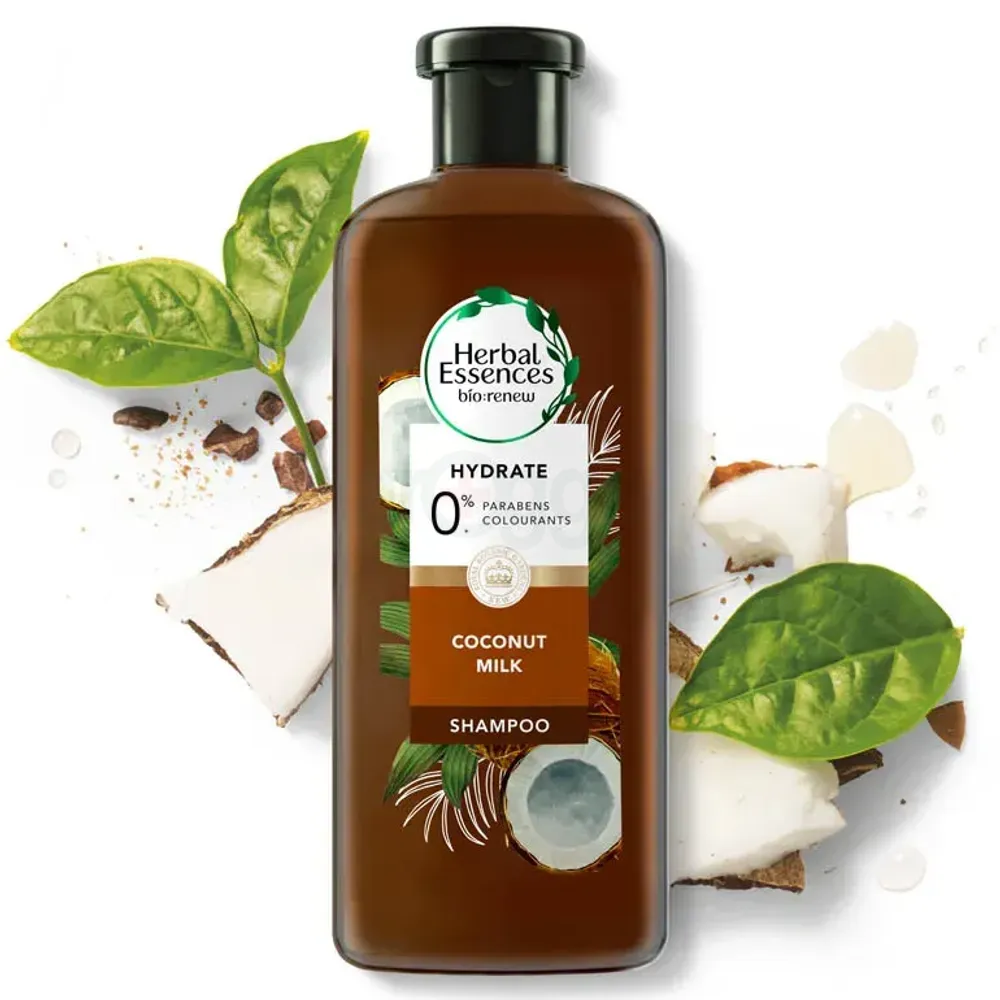 Herbal
Essences
bio:renew
HYDRATE
0% PARABENS
COLOURANTS
COCONUT
MILK
SHAMPOO